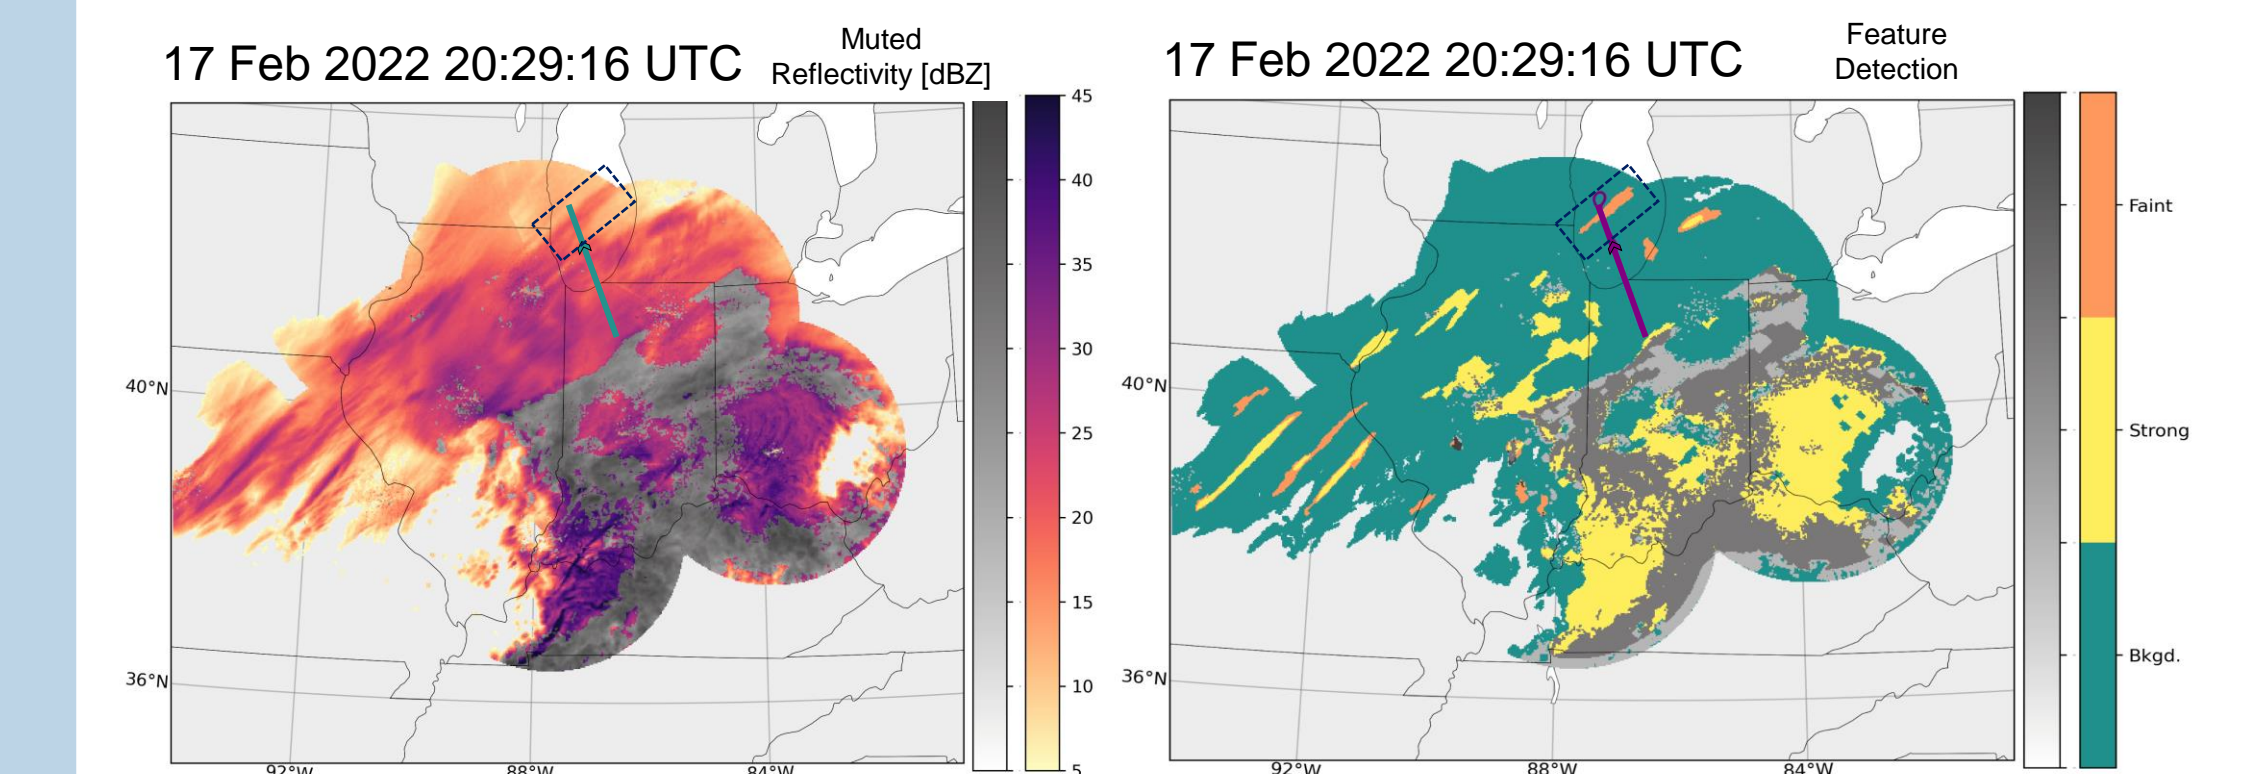 17 Feb 2022 20:29:16 UTC
Muted
Reflectivity [dBZ]
45
40
35
30
25
20
15
10
5
40°N
36°N
92°W
88°W
84°W
17 Feb 2022 20:29:16 UTC
Feature
Detection
Faint
Strong
Bkgd.
40°N
36°N
92°W
88°W
84°W